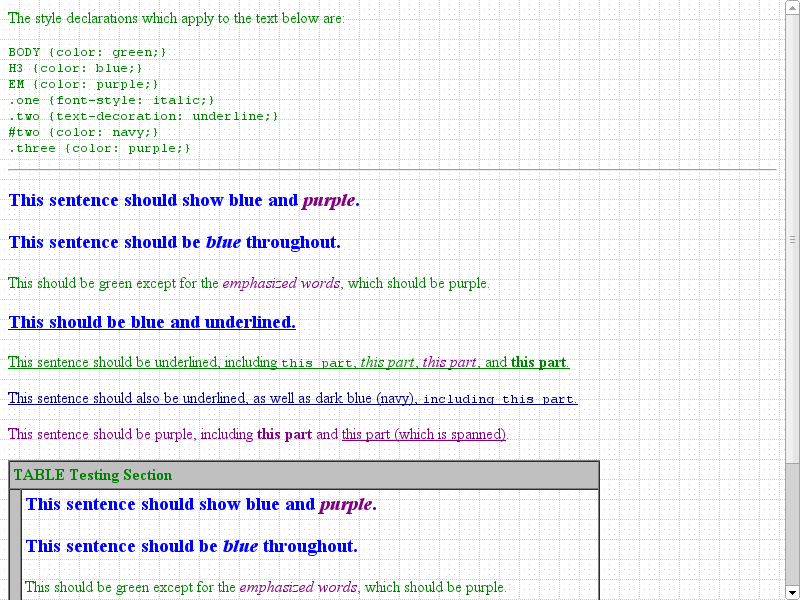 The style declarations which apply to the text below are:
BODY {color: green;}
H3 {color: blue;}
EM {color: purple;}
.one {font-style: italic;}
.two {text-decoration: underline;}
#two {color: navy;}
.three {color: purple;}
This sentence should show blue and purple.
This sentence should be blue throughout.
This should be green except for the emphasized words, which should be purple.
This should be blue and underlined.
This sentence should be underlined, including this part, this part, this part, and this part.
This sentence should also be underlined, as well as dark blue (navy), including this part.
This sentence should be purple, including this part and this part (which is spanned).
TABLE Testing Section
This sentence should show blue and purple.
This sentence should be blue throughout.
This should be green except for the emphasized words, which should be purple.